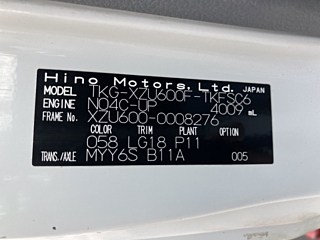 Hino Motors, Ltd. JAPAN
MODEL TKG-XZU600F-TKFSC6
ENGINE N04C-UP 4009 mL
FRAME No. XZU600-0008276
COLOR TRIM PLANT OPTION
058 LG18 P11
TRANS/AXLE MYY6S B11A 005